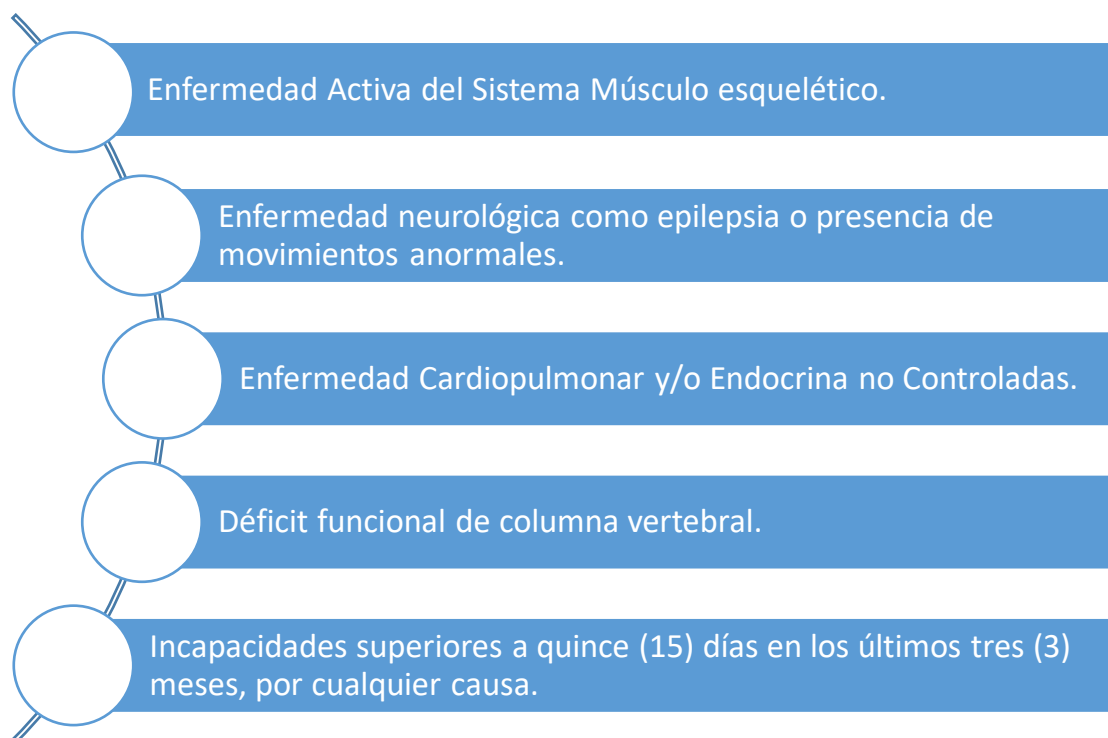 Enfermedad Activa del Sistema Músculo esquelético.
Enfermedad neurológica como epilepsia o presencia de
movimientos anormales.
Enfermedad Cardiopulmonar y/o Endocrina no Controladas.
Déficit funcional de columna vertebral.
Incapacidades superiores a quince (15) días en los últimos tres (3)
meses, por cualquier causa.